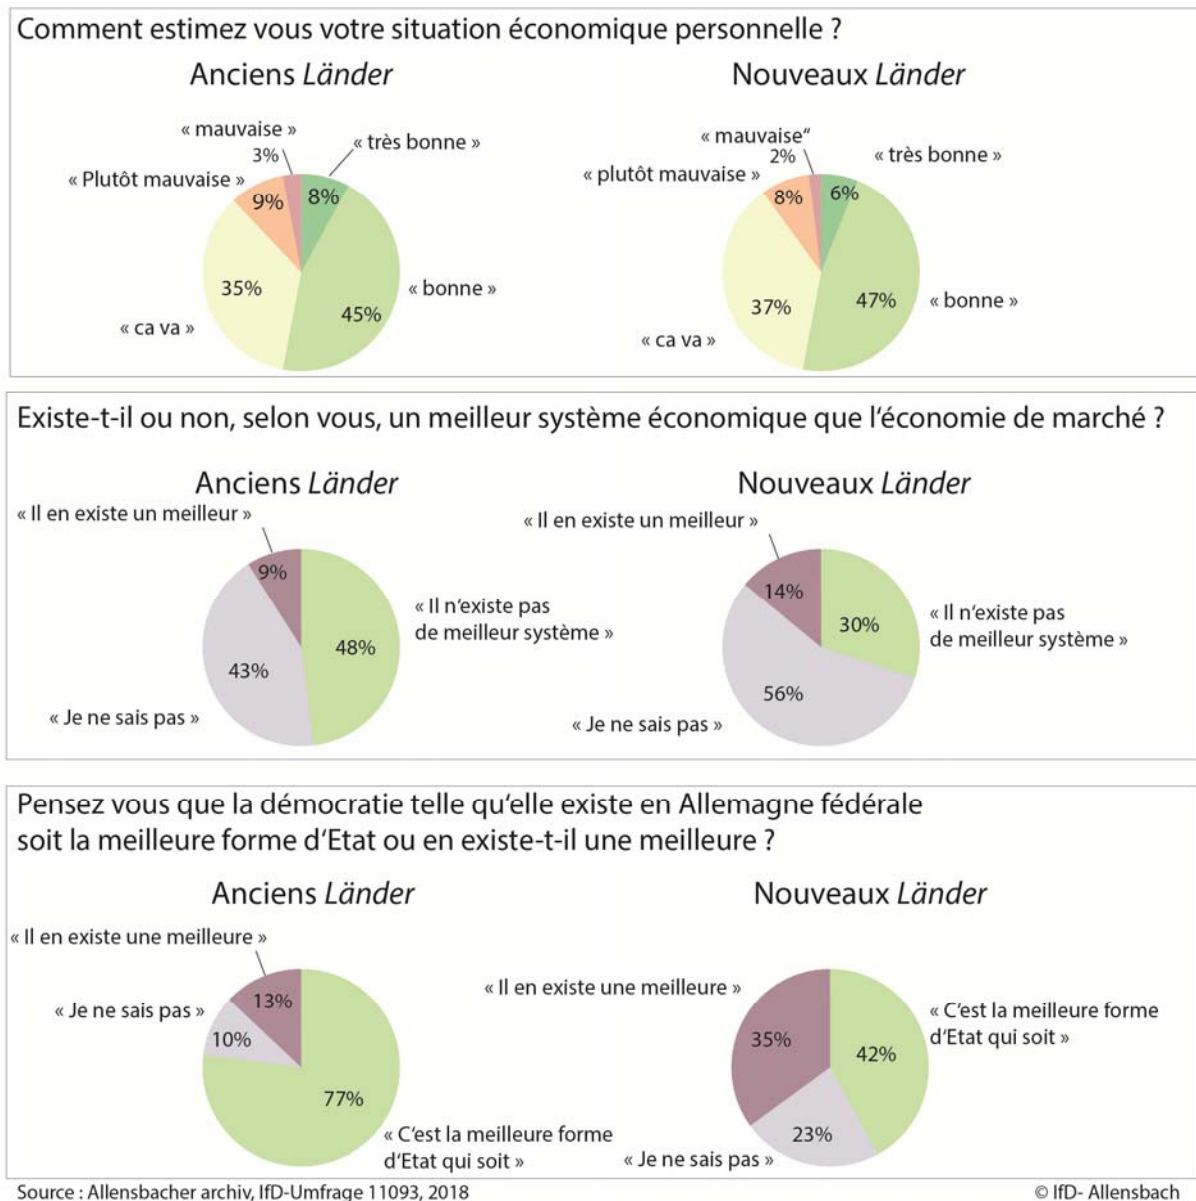 Comment estimez vous votre situation économique personnelle ?
Anciens Länder
« mauvaise »
3%
« très bonne »
« Plutôt mauvaise »
9%
8%
35%
« bonne »
45%
« ca va »
Nouveaux Länder
« mauvaise“
2%
« très bonne »
« plutôt mauvaise »
8%
6%
37%
47%
« bonne »
« ca va »
Existe-t-il ou non, selon vous, un meilleur système économique que l‘économie de marché ?
Anciens Länder
« Il en existe un meilleur »
9%
« Il n‘existe pas
de meilleur système »
48%
43%
« Je ne sais pas »
Nouveaux Länder
« Il en existe un meilleur »
14%
« Il n‘existe pas
de meilleur système »
30%
56%
« Je ne sais pas »
Pensez vous que la démocratie telle qu‘elle existe en Allemagne fédérale
soit la meilleure forme d‘Etat ou en existe-t-il une meilleure ?
Anciens Länder
« Il en existe une meilleure »
13%
« Je ne sais pas »
10%
77%
« C‘est la meilleure forme
d‘Etat qui soit »
Nouveaux Länder
« Il en existe une meilleure »
35%
« C‘est la meilleure forme
d‘Etat qui soit »
42%
23%
« Je ne sais pas »
Source : Allensbacher archiv, IfD-Umfrage 11093, 2018
© IfD- Allensbach